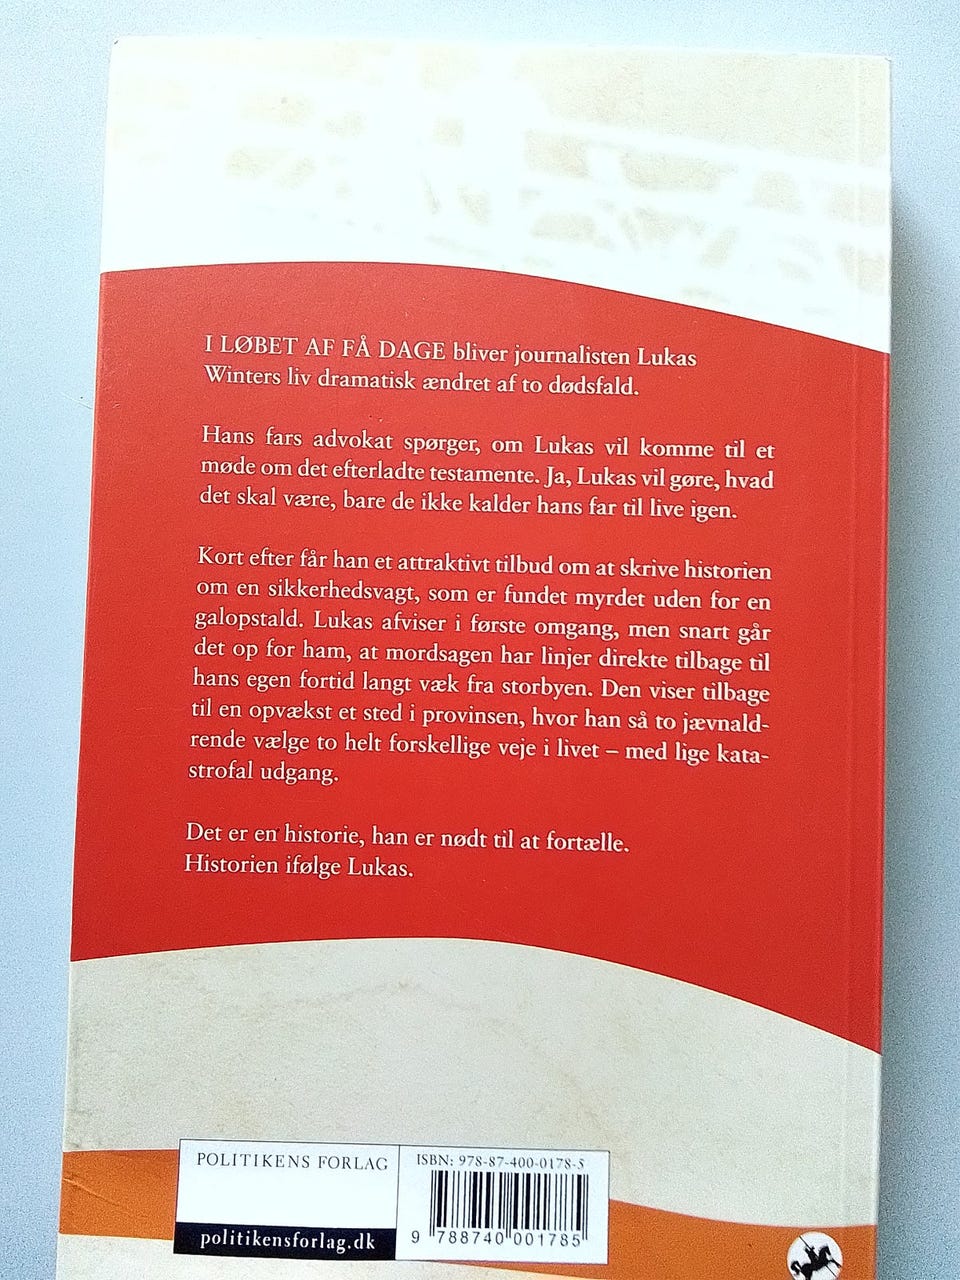 I LØBET AF FÅ DAGE bliver journalisten Lukas
Winters liv dramatisk ændret af to dødsfald.
Hans fars advokat spørger, om Lukas vil komme til et
møde om det efterladte testamente. Ja, Lukas vil gøre, hvad
det skal være, bare de ikke kalder hans far til live igen.
Kort efter får han et attraktivt tilbud om at skrive historien
om en sikkerhedsvagt, som er fundet myrdet uden for en
galopstald. Lukas afviser i første omgang, men snart går
det op for ham, at mordsagen har linjer direkte tilbage til
hans egen fortid langt væk fra storbyen. Den viser tilbage
til en opvækst et sted i provinsen, hvor han så to jævnald-
rende vælge to helt forskellige veje i livet – med lige kata-
strofal udgang.
Det er en historie, han er nødt til at fortælle.
Historien ifølge Lukas.
POLITIKENS FORLAG
politikensforlag.dk
ISBN: 978-87-400-0178-5
9 788740 001785